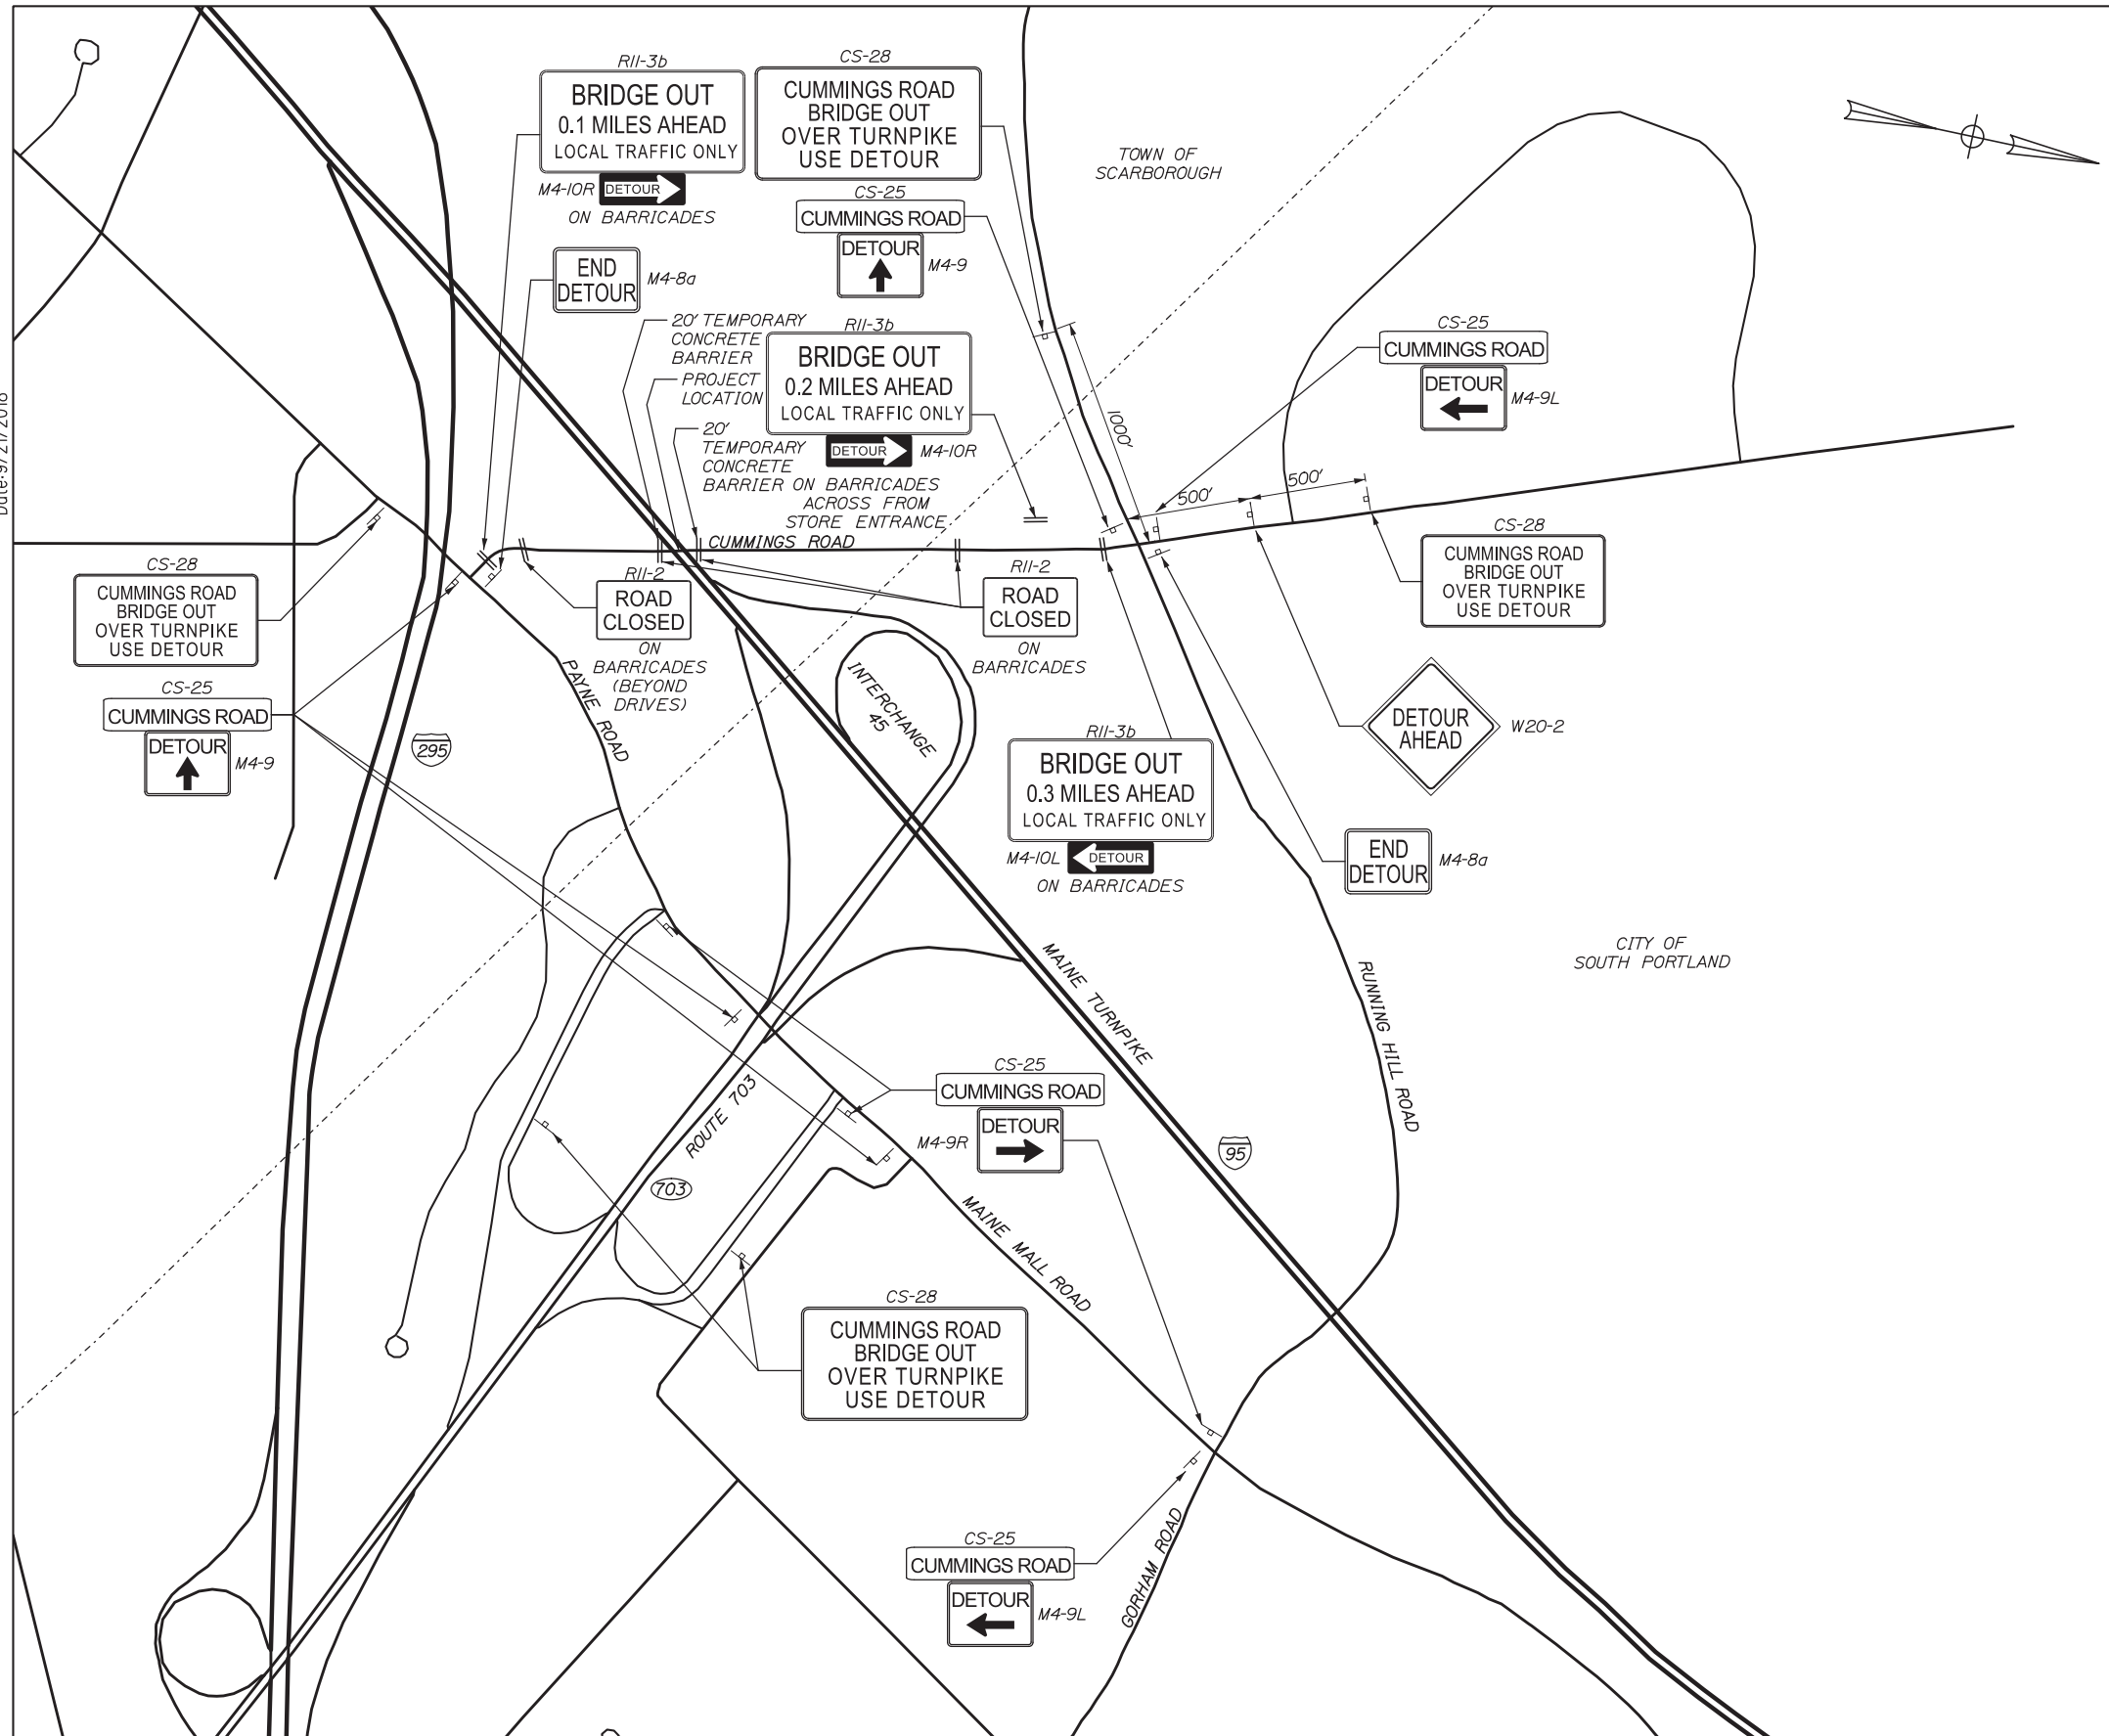 R11-3b
BRIDGE OUT
0.1 MILES AHEAD
LOCAL TRAFFIC ONLY
M4-10R
DETOUR
ON BARRICADES
CS-28
CUMMINGS ROAD
BRIDGE OUT
OVER TURNPIKE
USE DETOUR
CS-25
CUMMINGS ROAD
DETOUR
M4-9
TOWN OF
SCARBOROUGH
END
DETOUR
M4-8a
20' TEMPORARY
CONCRETE
BARRIER
PROJECT
LOCATION
20'
TEMPORARY
CONCRETE
BARRIER
R11-3b
BRIDGE OUT
0.2 MILES AHEAD
LOCAL TRAFFIC ONLY
DETOUR
M4-10R
ON BARRICADES
ACROSS FROM
STORE ENTRANCE
CUMMINGS ROAD
1000'
500'
500'
CS-25
CUMMINGS ROAD
DETOUR
M4-9L
CS-28
CUMMINGS ROAD
BRIDGE OUT
OVER TURNPIKE
USE DETOUR
Date:9/21/2016
CS-28
CUMMINGS ROAD
BRIDGE OUT
OVER TURNPIKE
USE DETOUR
CS-25
CUMMINGS ROAD
DETOUR
M4-9
295
R11-2
ROAD
CLOSED
ON
BARRICADES
(BEYOND
DRIVES)
R11-2
ROAD
CLOSED
ON
BARRICADES
PAYNE ROAD
INTERCHANGE
45
DETOUR
AHEAD
W20-2
R11-3b
BRIDGE OUT
0.3 MILES AHEAD
LOCAL TRAFFIC ONLY
M4-10L
DETOUR
ON BARRICADES
END
DETOUR
M4-8a
CITY OF
SOUTH PORTLAND
MAINE TURNPIKE
RUNNING HILL ROAD
CS-25
CUMMINGS ROAD
DETOUR
M4-9R
95
ROUTE 703
703
MAINE MALL ROAD
CS-28
CUMMINGS ROAD
BRIDGE OUT
OVER TURNPIKE
USE DETOUR
CS-25
CUMMINGS ROAD
DETOUR
M4-9L
GORHAM ROAD